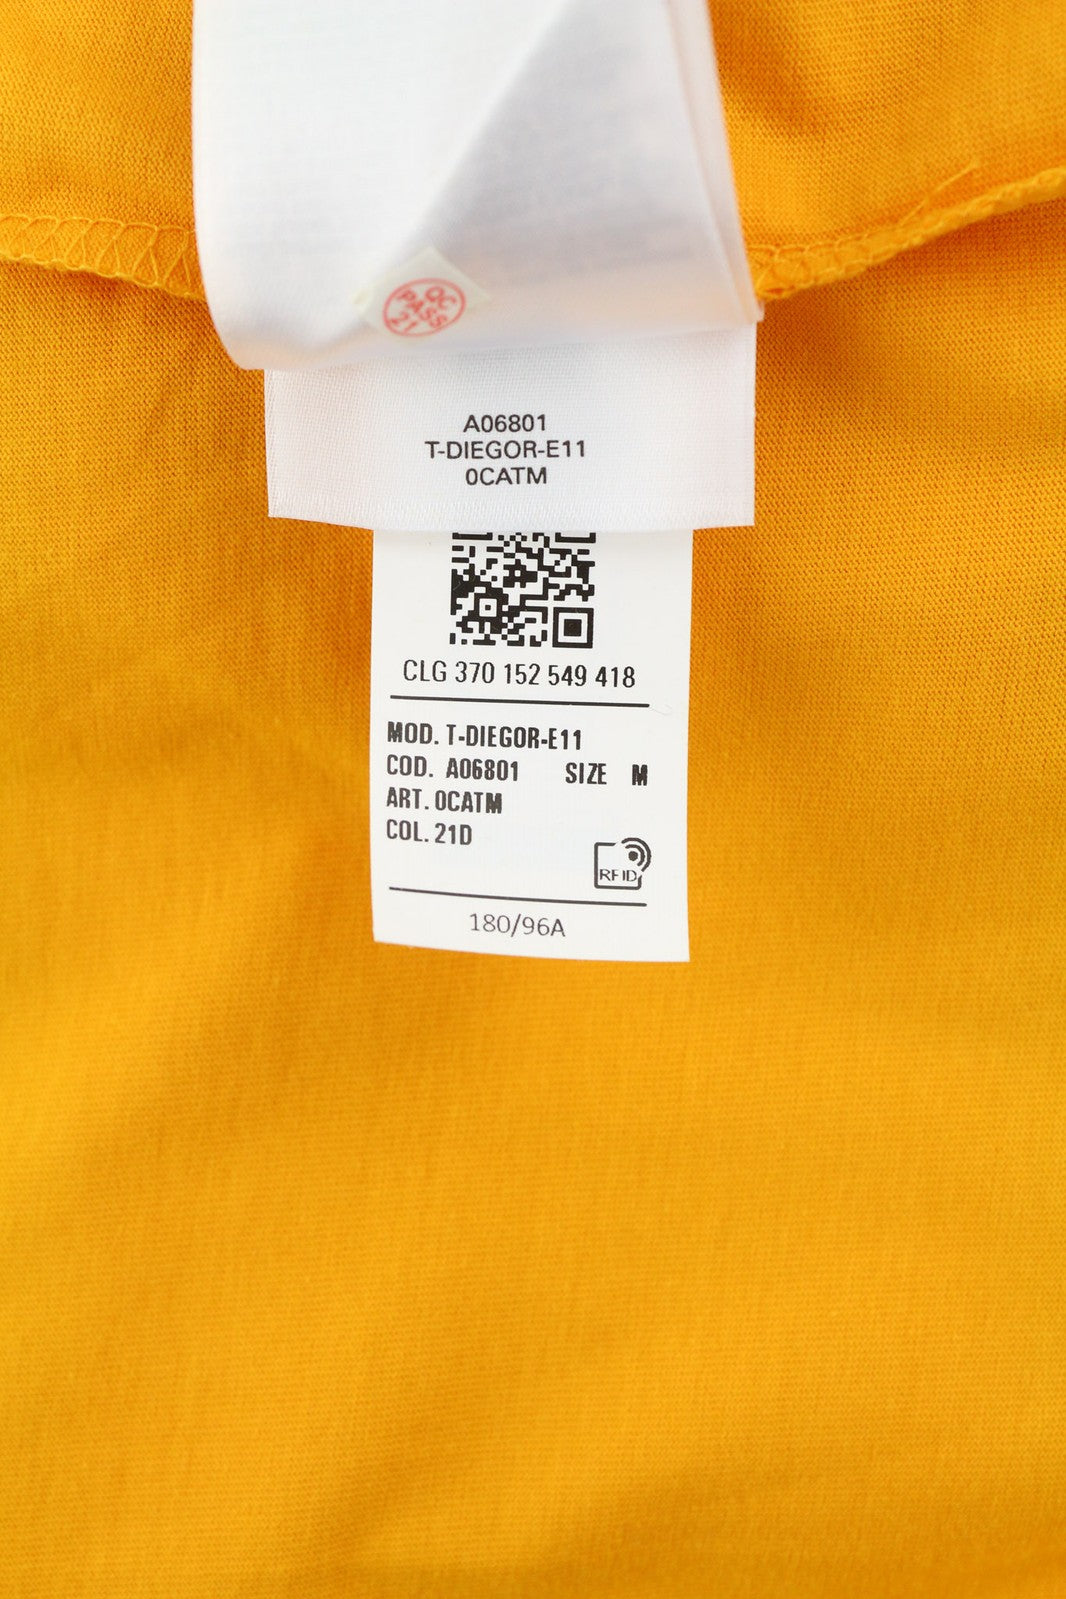 QC
PASS
21
A06801
T-DIEGOR-E11
0CATM
CLG 370 152 549 418
MOD. T-DIEGOR-E11
COD. A06801 SIZE M
ART. 0CATM
COL. 21D
RFID
180/96A